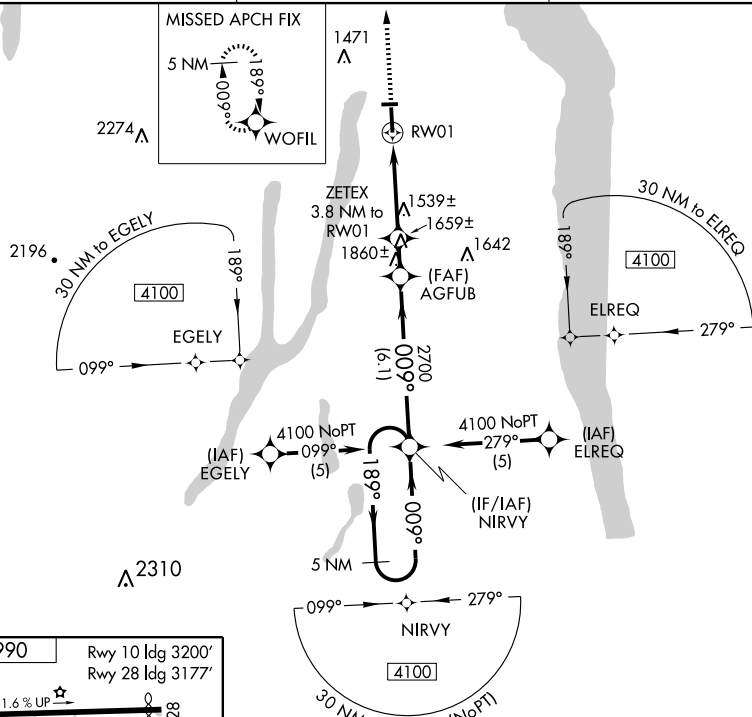 MISSED APCH FIX
5 NM
189°
009°
WOFIL
1471
2274
RW01
ZETEX
3.8 NM to
RW01
1539±
1659±
1860±
1642
(FAF)
AGFUB
2196
30 NM to EGELY
4100
189°
EGELY
099°
30 NM to ELREQ
4100
189°
ELREQ
279°
2700
009°
(6.1)
4100 NoPT
099°
(5)
(IAF)
EGELY
4100 NoPT
279°
(5)
(IAF)
ELREQ
(IF/IAF)
NIRVY
189°
009°
5 NM
2310
099°
279°
NIRVY
4100
30 NM
(NoPT)
990
Rwy 10 ldg 3200'
Rwy 28 ldg 3177'
1.6 % UP
28